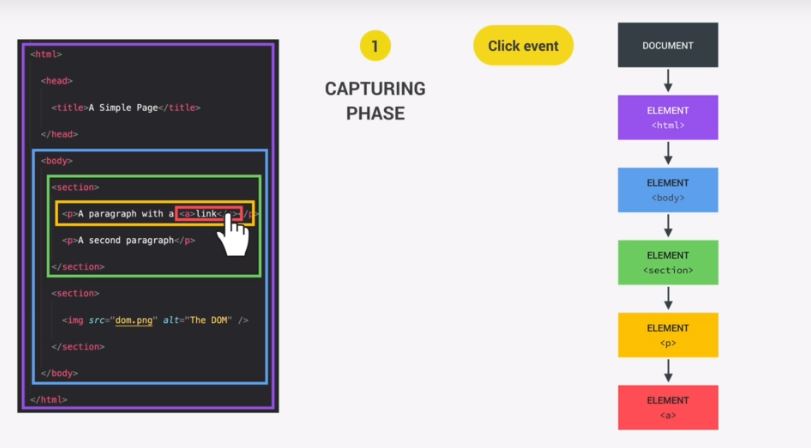 <html>
<head>
<title>A Simple Page</title>
</head>
<body>
<section>
<p>A paragraph with a <a>link</a></p>
<p>A second paragraph</p>
</section>
<section>
<img src="dom.png" alt="The DOM" />
</section>
</body>
</html>
1
CAPTURING
PHASE
Click event
DOCUMENT
ELEMENT
<html>
ELEMENT
<body>
ELEMENT
<section>
ELEMENT
<p>
ELEMENT
<a>